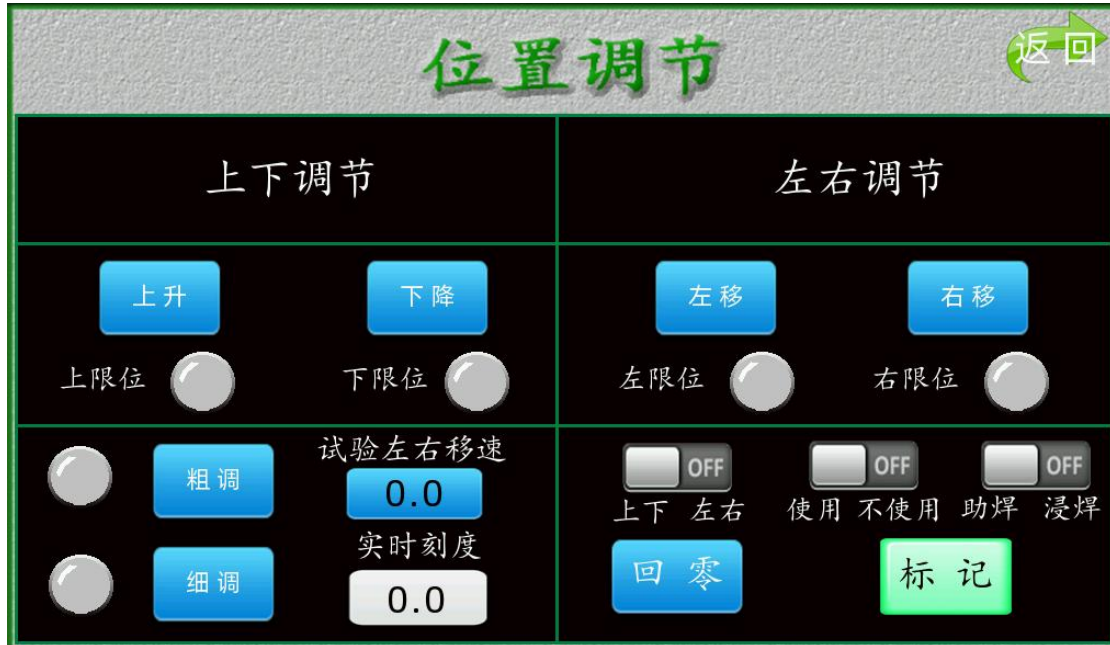 位置调节
返回
上下调节
左右调节
上升
下降
左移
右移
上限位
下限位
左限位
右限位
粗调
试验左右移速
0.0
细调
实时刻度
0.0
OFF
OFF
OFF
上下 左右
使用 不使用
助焊 浸焊
回零
标记